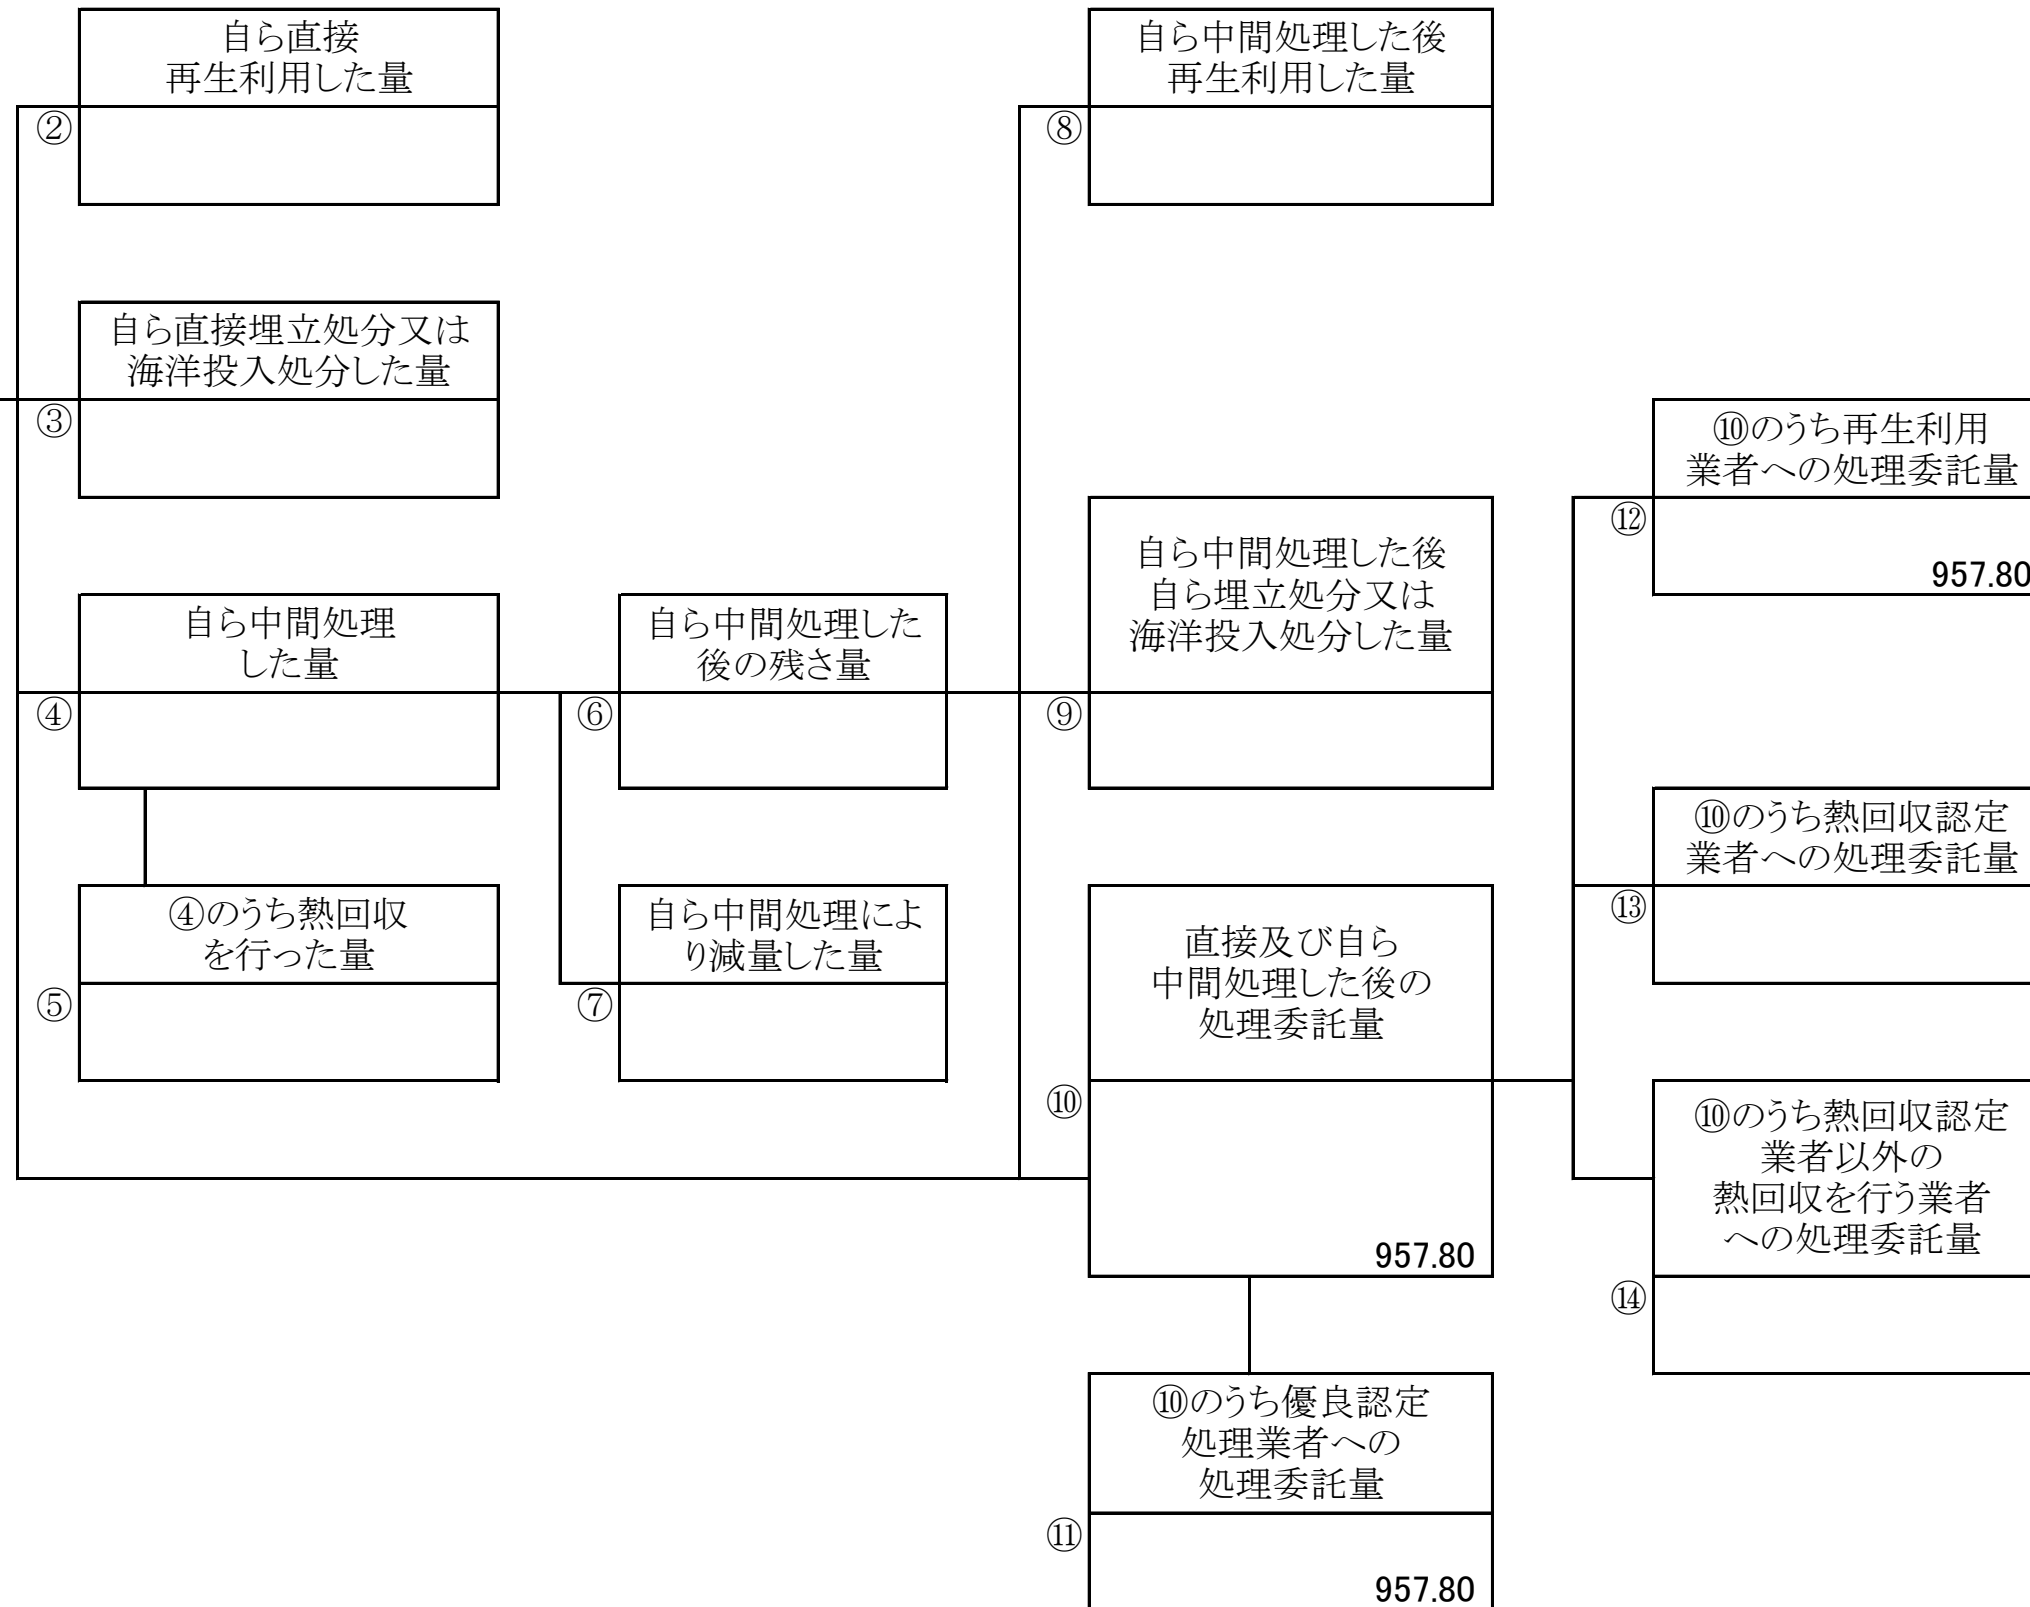 自ら直接
再生利用した量
②
自ら直接埋立処分又は
海洋投入処分した量
③
自ら中間処理
した量
④
④のうち熱回収
を行った量
⑤
自ら中間処理した
後の残さ量
⑥
自ら中間処理によ
り減量した量
⑦
自ら中間処理した後
再生利用した量
⑧
自ら中間処理した後
自ら埋立処分又は
海洋投入処分した量
⑨
直接及び自ら
中間処理した後の
処理委託量
⑩
957.80
⑩のうち優良認定
処理業者への
処理委託量
⑪
957.80
⑩のうち再生利用
業者への処理委託量
⑫
957.80
⑩のうち熱回収認定
業者への処理委託量
⑬
⑩のうち熱回収認定
業者以外の
熱回収を行う業者
への処理委託量
⑭